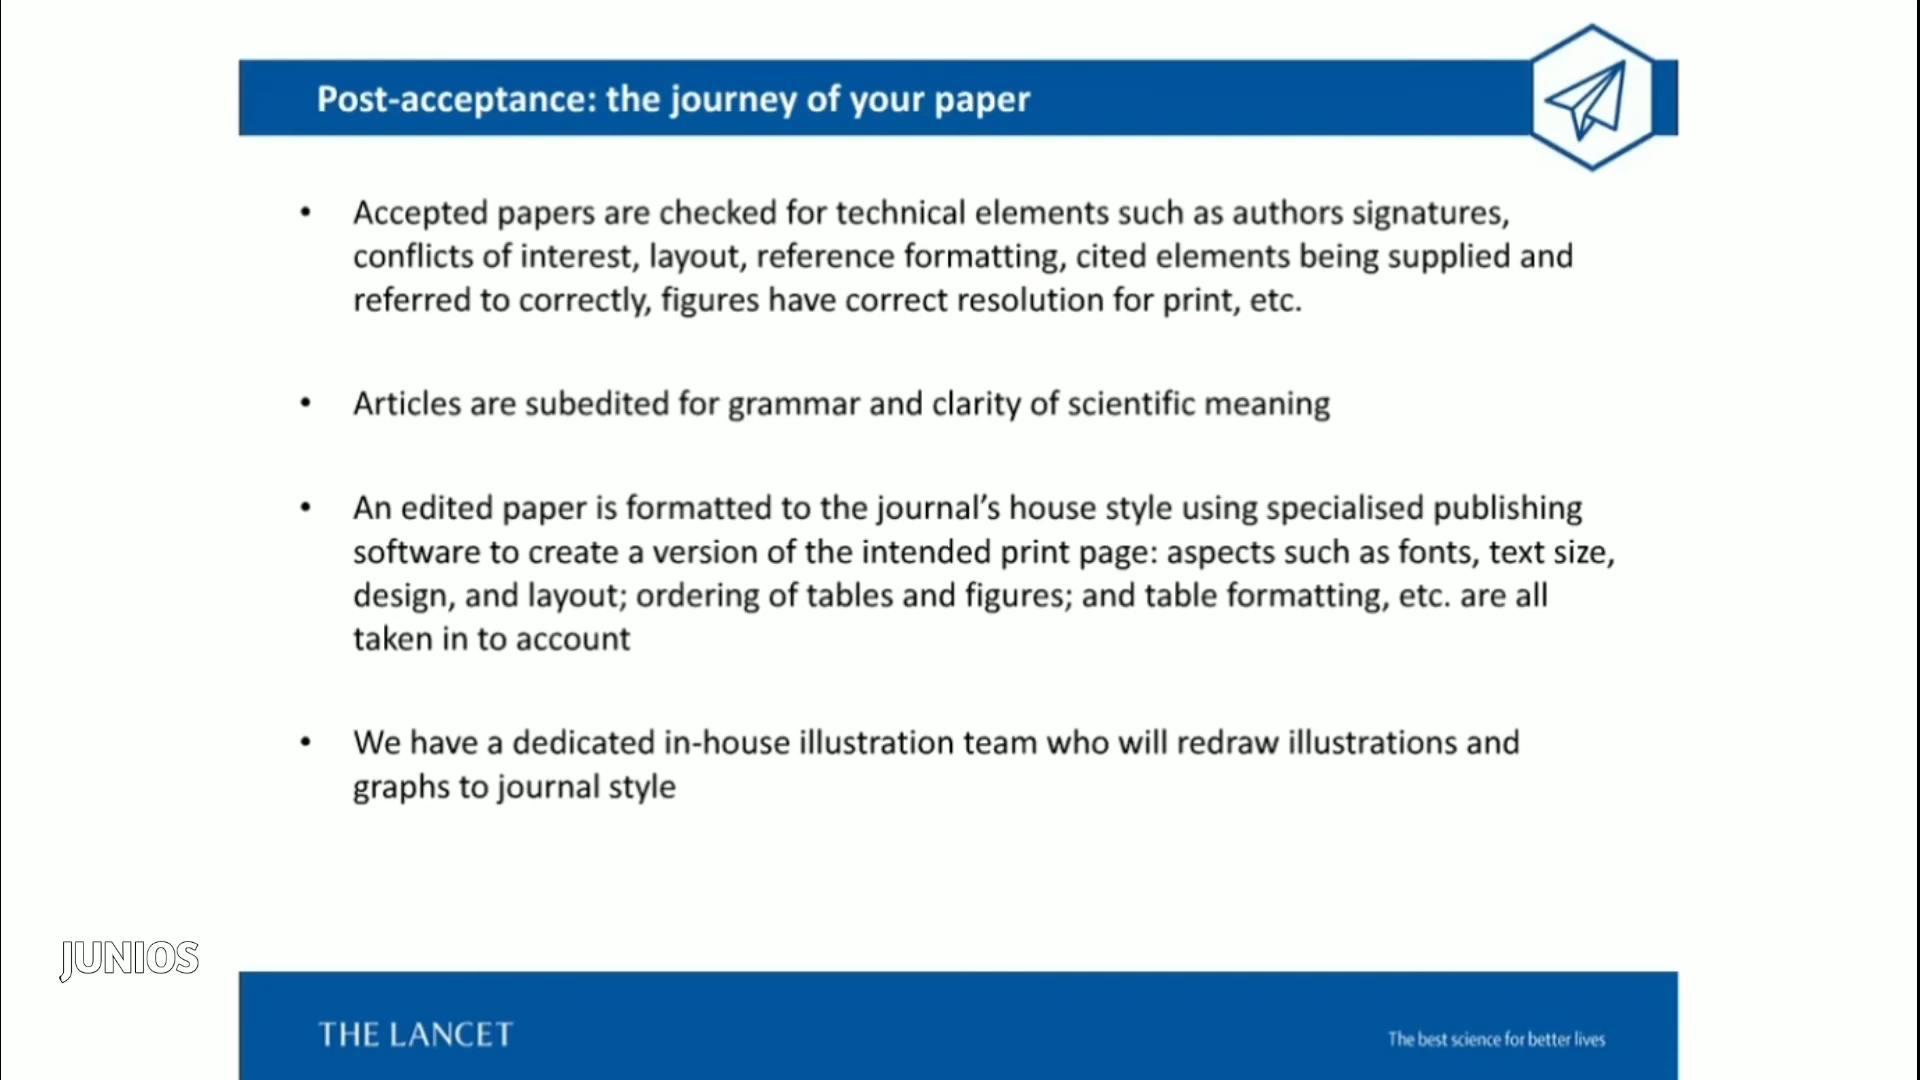 Post-acceptance: the journey of your paper
• Accepted papers are checked for technical elements such as authors signatures,
conflicts of interest, layout, reference formatting, cited elements being supplied and
referred to correctly, figures have correct resolution for print, etc.
• Articles are subedited for grammar and clarity of scientific meaning
• An edited paper is formatted to the journal’s house style using specialised publishing
software to create a version of the intended print page: aspects such as fonts, text size,
design, and layout; ordering of tables and figures; and table formatting, etc. are all
taken in to account
• We have a dedicated in-house illustration team who will redraw illustrations and
graphs to journal style
JUNIOS
THE LANCET
The best science for better lives